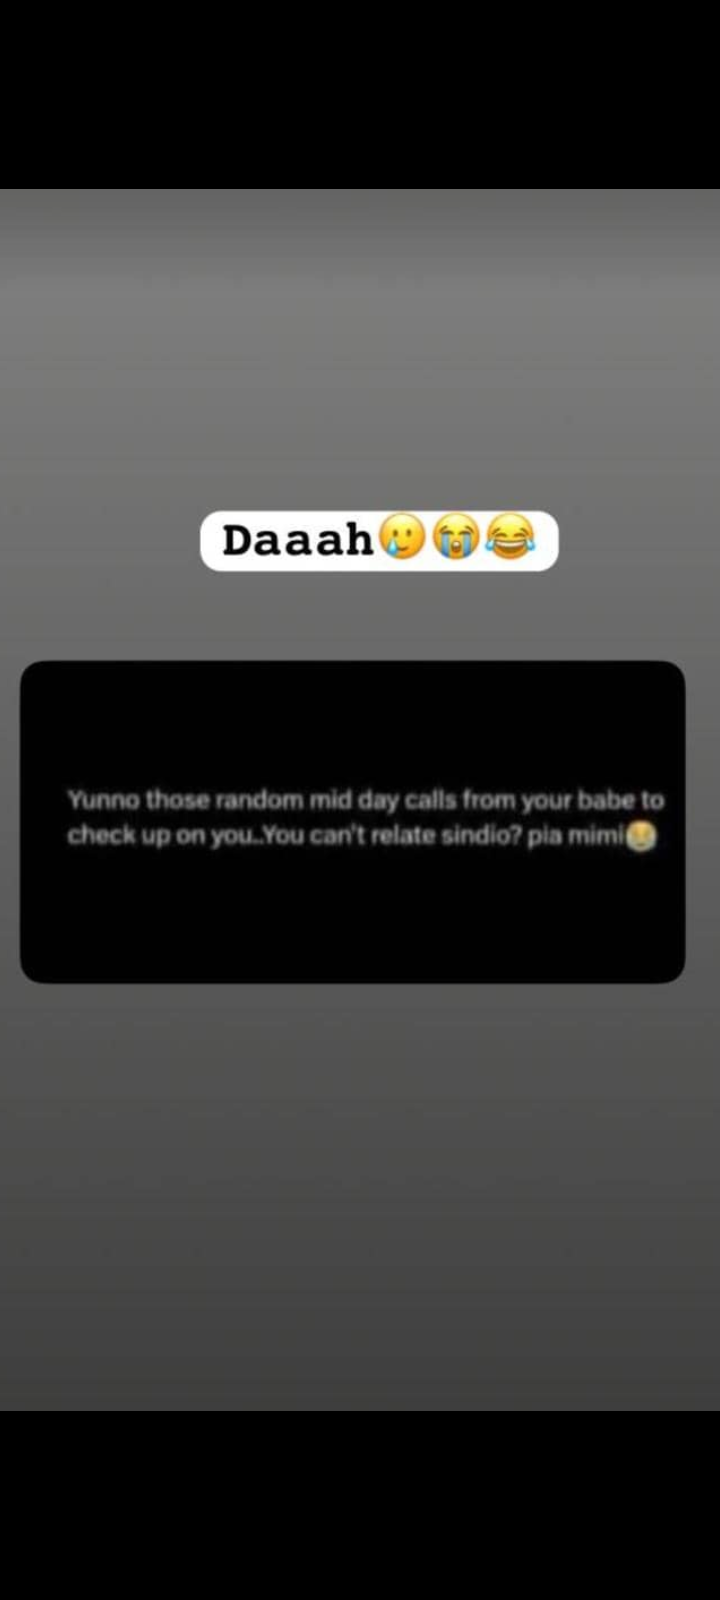 Daaah🥲😭😂
Yunno those random mid day calls from your babe to
check up on you..You can't relate sindio? pia mimi😭